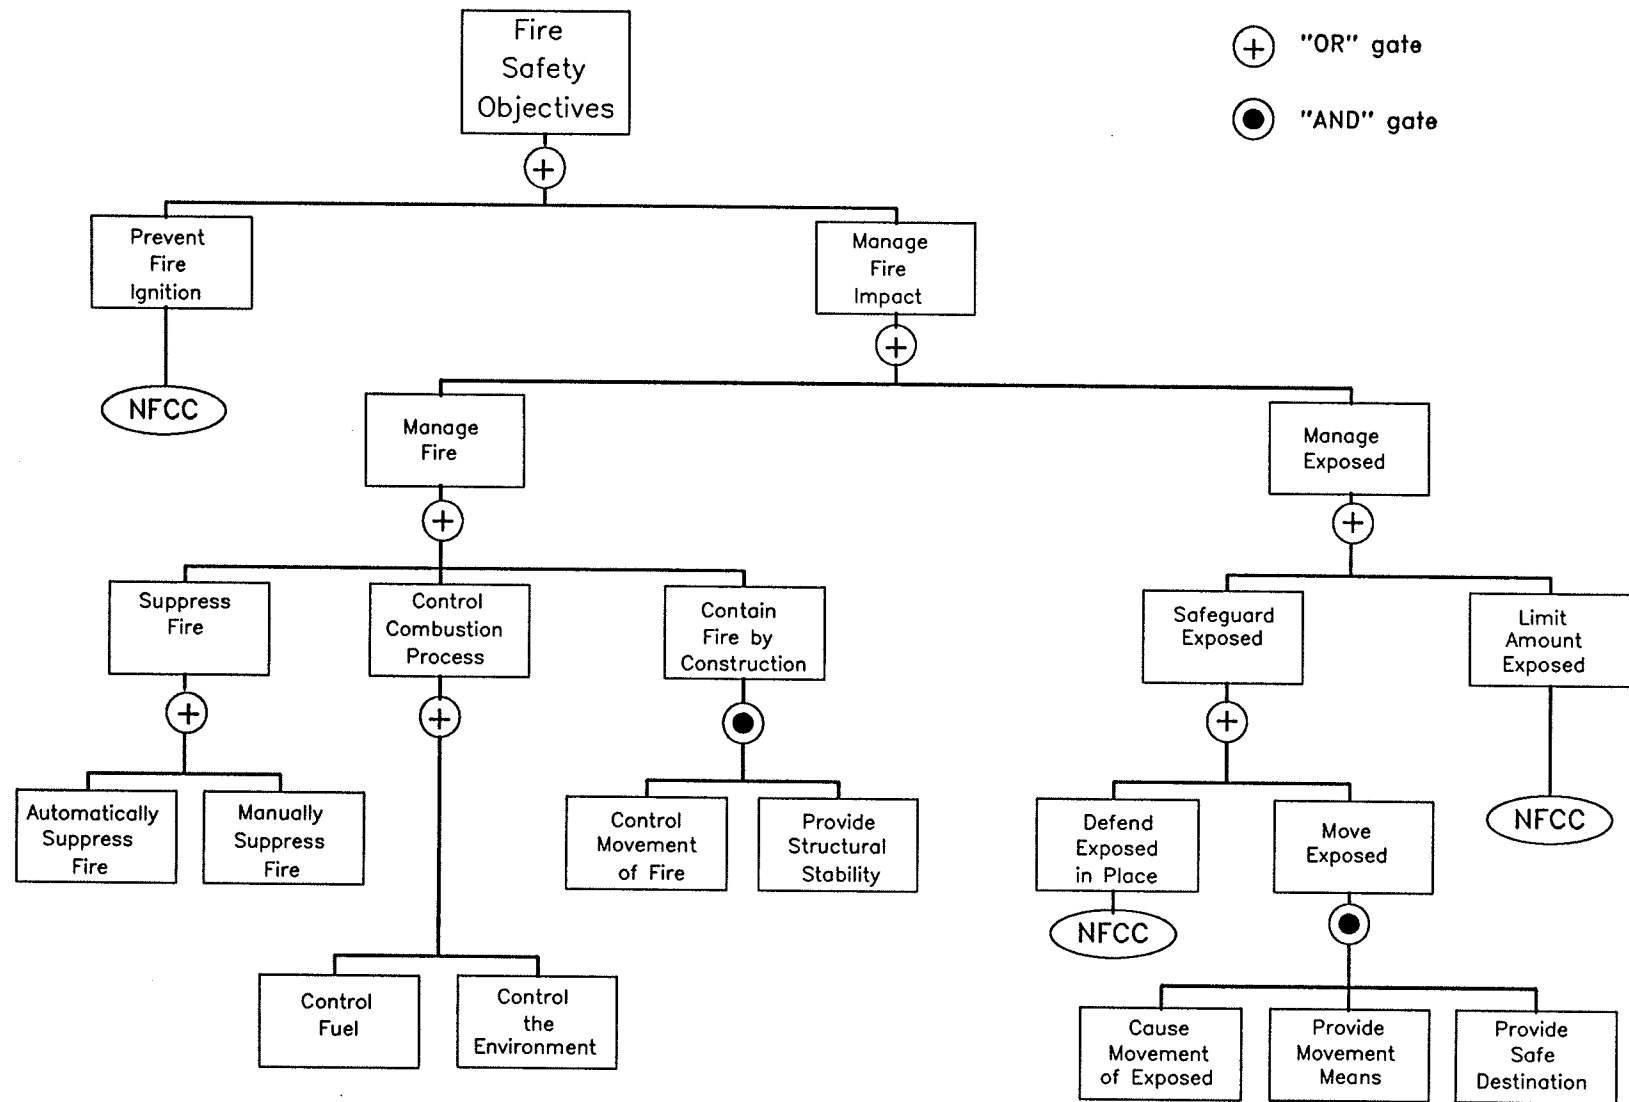 Fire
Safety
Objectives
"OR" gate
"AND" gate
Prevent
Fire
Ignition
Manage
Fire
Impact
NFCC
Manage
Fire
Manage
Exposed
Suppress
Fire
Control
Combustion
Process
Contain
Fire by
Construction
Safeguard
Exposed
Limit
Amount
Exposed
Automatically
Suppress
Fire
Manually
Suppress
Fire
Control
Movement
of Fire
Provide
Structural
Stability
Defend
Exposed
in Place
Move
Exposed
NFCC
NFCC
Control
Fuel
Control
the
Environment
Cause
Movement
of Exposed
Provide
Movement
Means
Provide
Safe
Destination